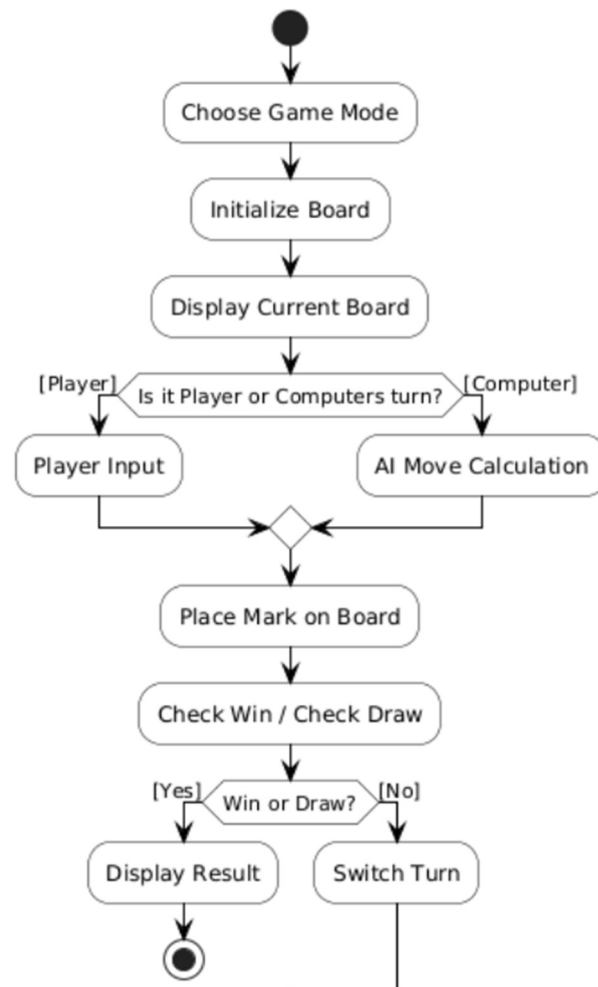 Choose Game Mode
Initialize Board
Display Current Board
[Player]
Is it Player or Computers turn?
[Computer]
Player Input
AI Move Calculation
Place Mark on Board
Check Win / Check Draw
[Yes]
Win or Draw?
[No]
Display Result
Switch Turn